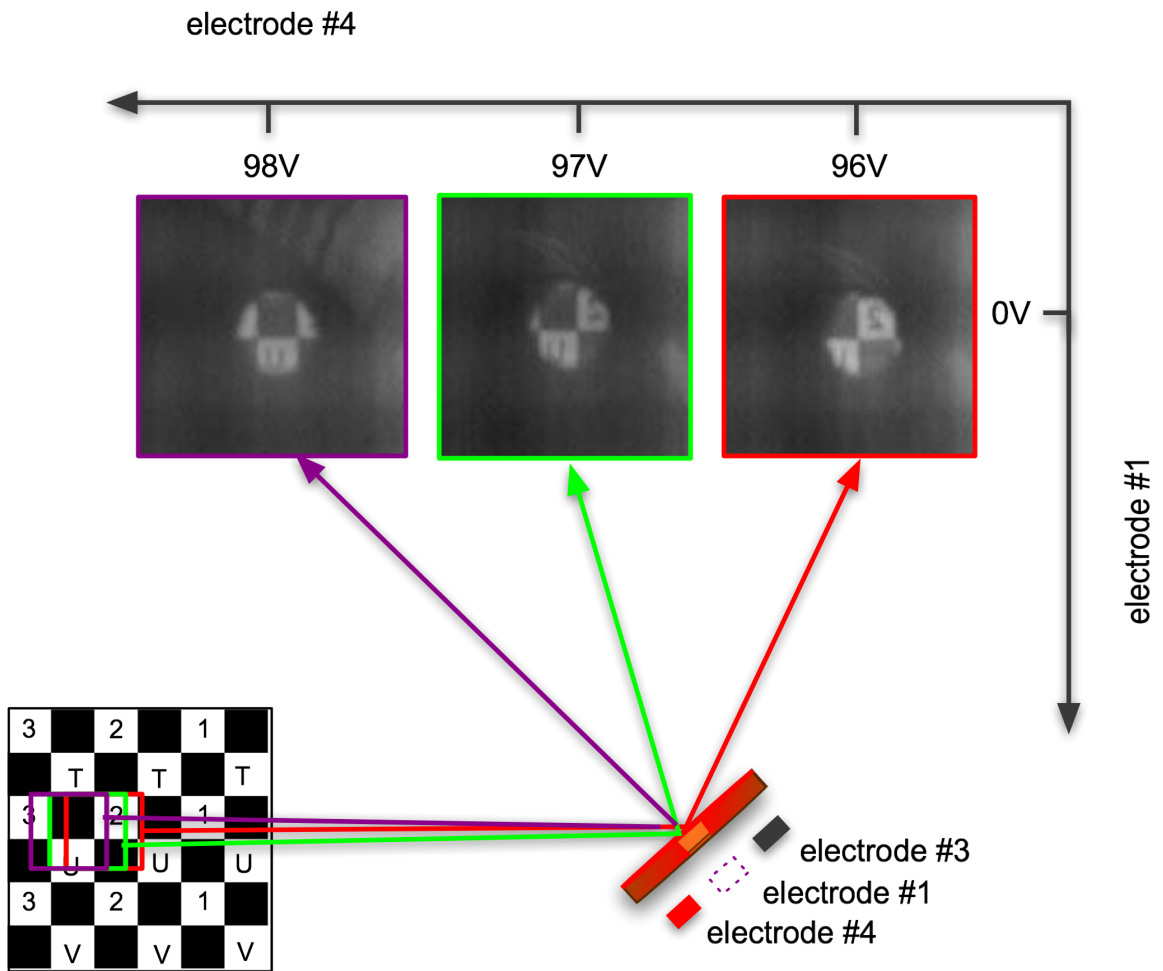 electrode #4
98V
97V
96V
0V
electrode #1
3 2 1
T T T
3 2 1
U U U
3 2 1
V V V
electrode #3
electrode #1
electrode #4